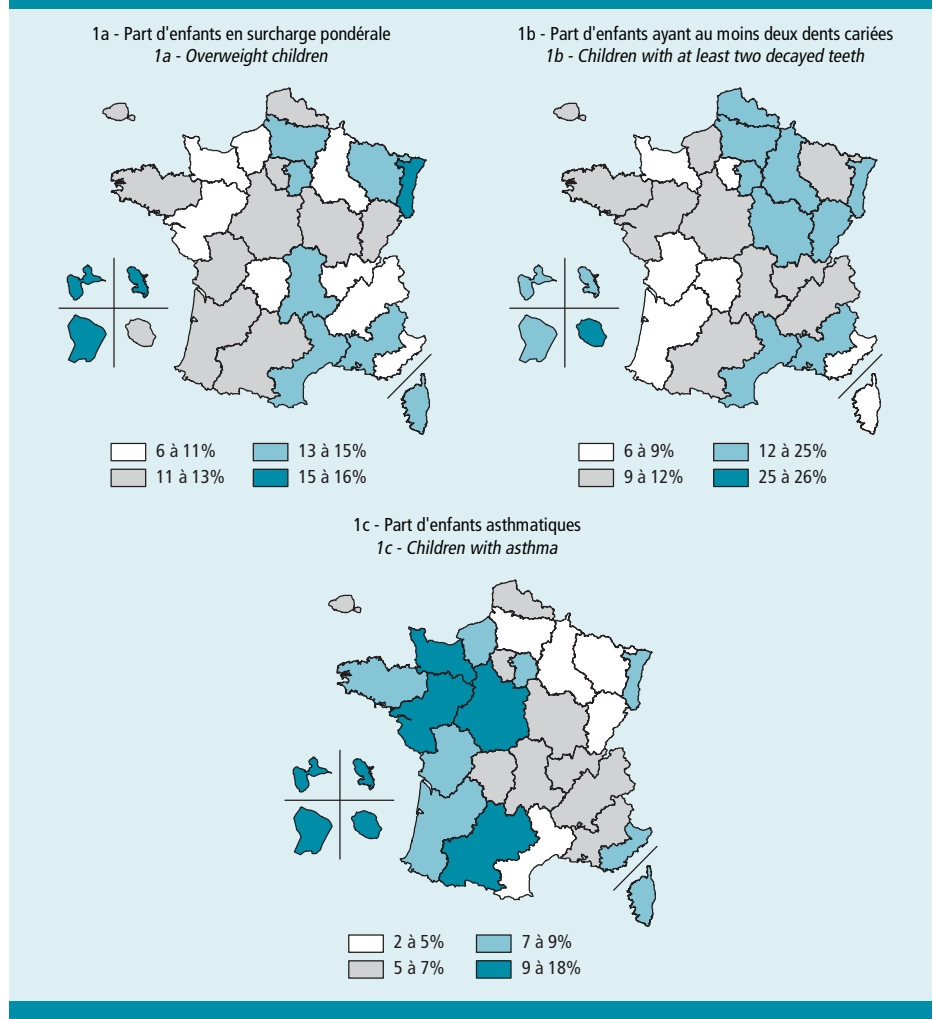 1a - Part d'enfants en surcharge pondérale
1a - Overweight children
1b - Part d'enfants ayant au moins deux dents cariées
1b - Children with at least two decayed teeth
6 à 11%
13 à 15%
11 à 13%
15 à 16%
6 à 9%
12 à 25%
9 à 12%
25 à 26%
1c - Part d'enfants asthmatiques
1c - Children with asthma
2 à 5%
7 à 9%
5 à 7%
9 à 18%